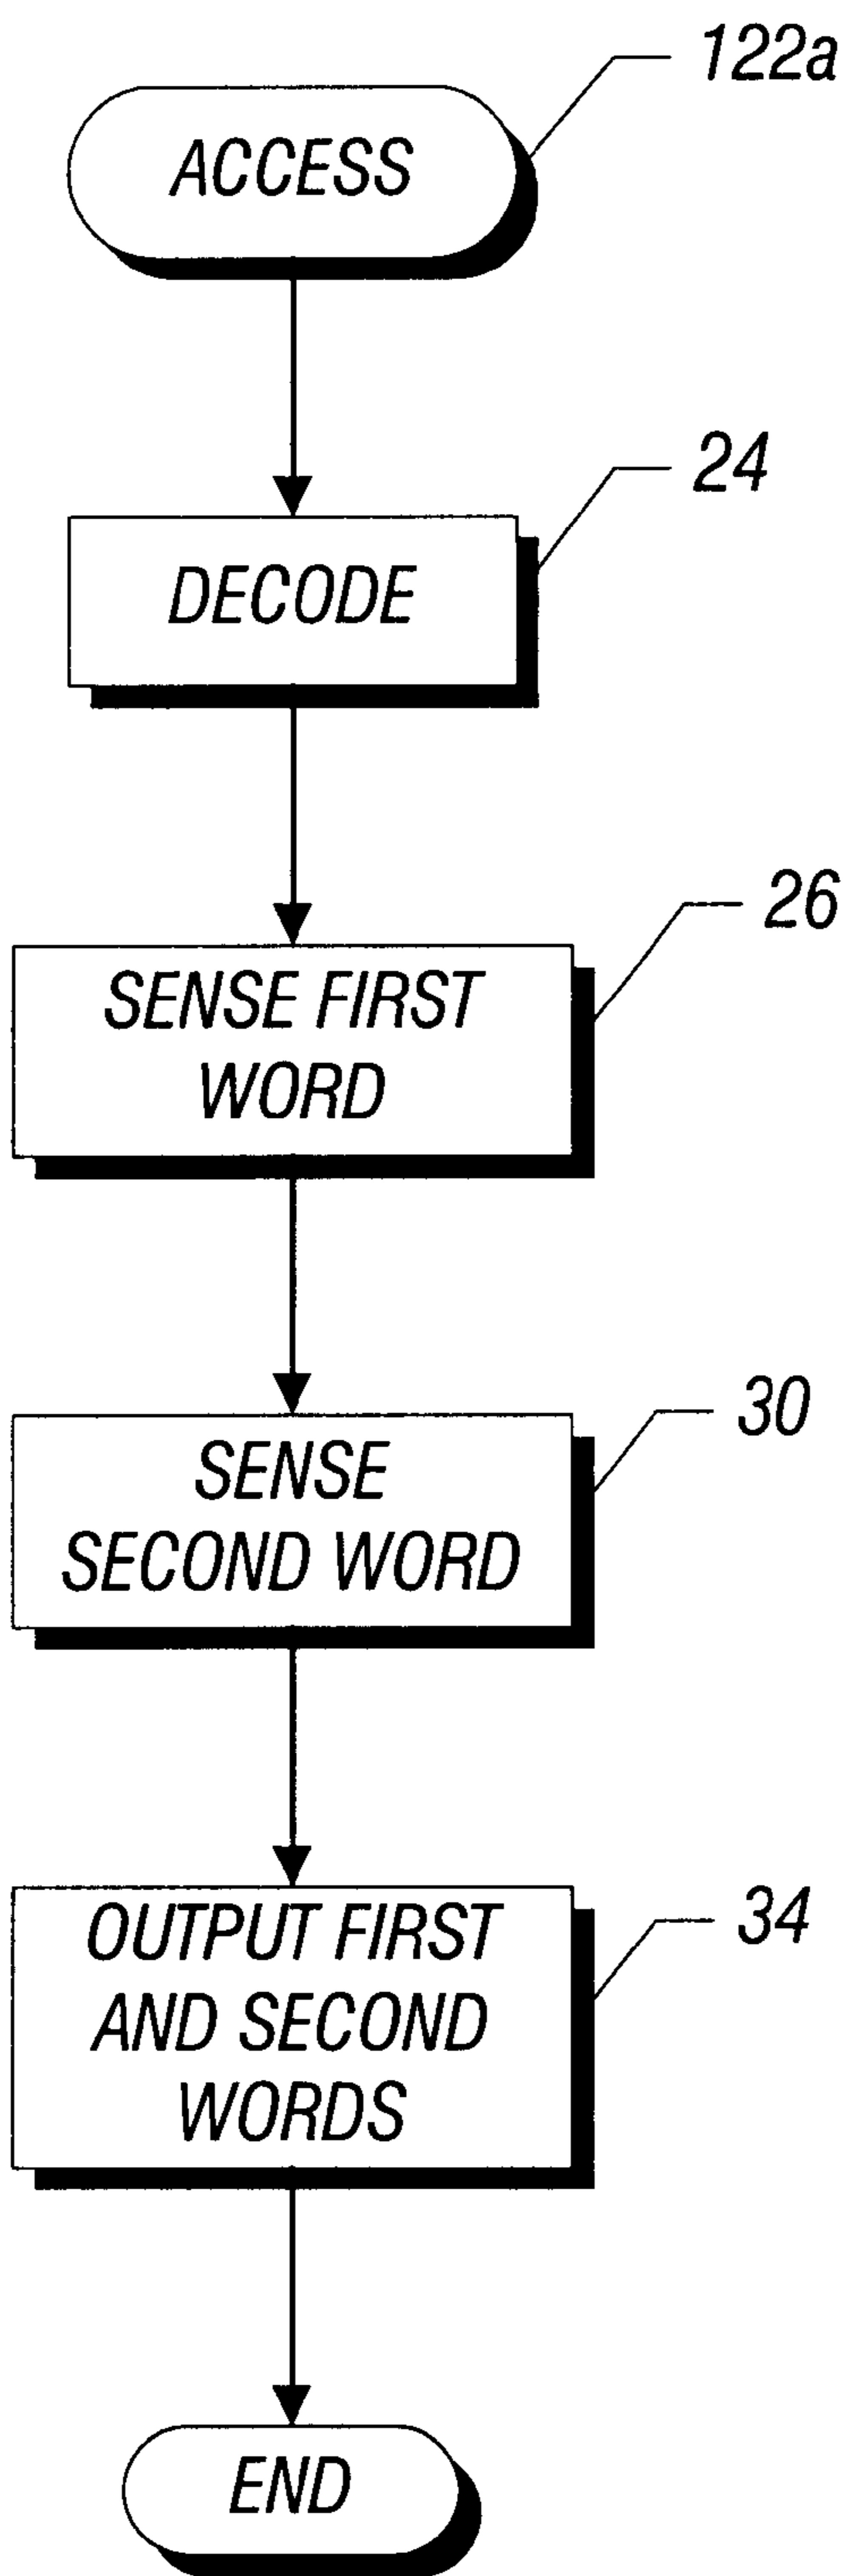 122a
ACCESS
24
DECODE
26
SENSE FIRST
WORD
30
SENSE
SECOND WORD
34
OUTPUT FIRST
AND SECOND
WORDS
END